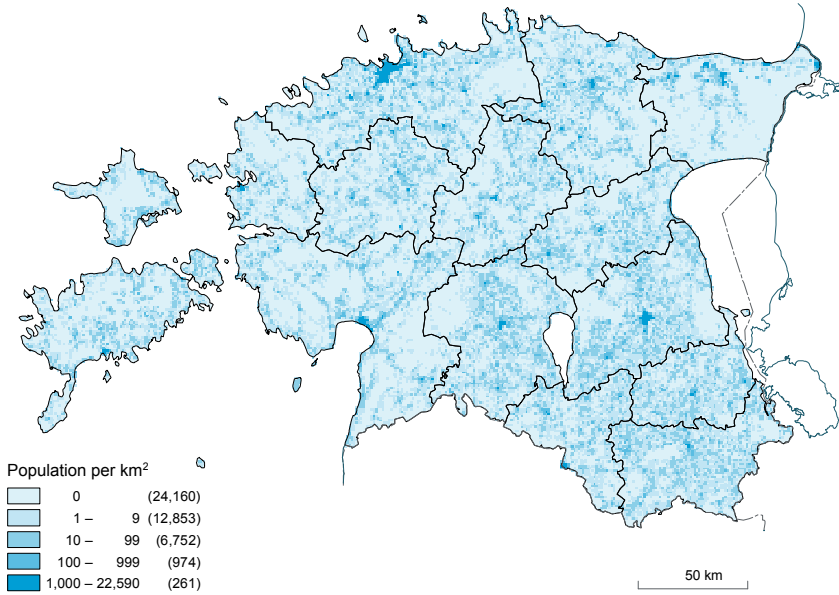 Population per km²
0 (24,160)
1 – 9 (12,853)
10 – 99 (6,752)
100 – 999 (974)
1,000 – 22,590 (261)
50 km